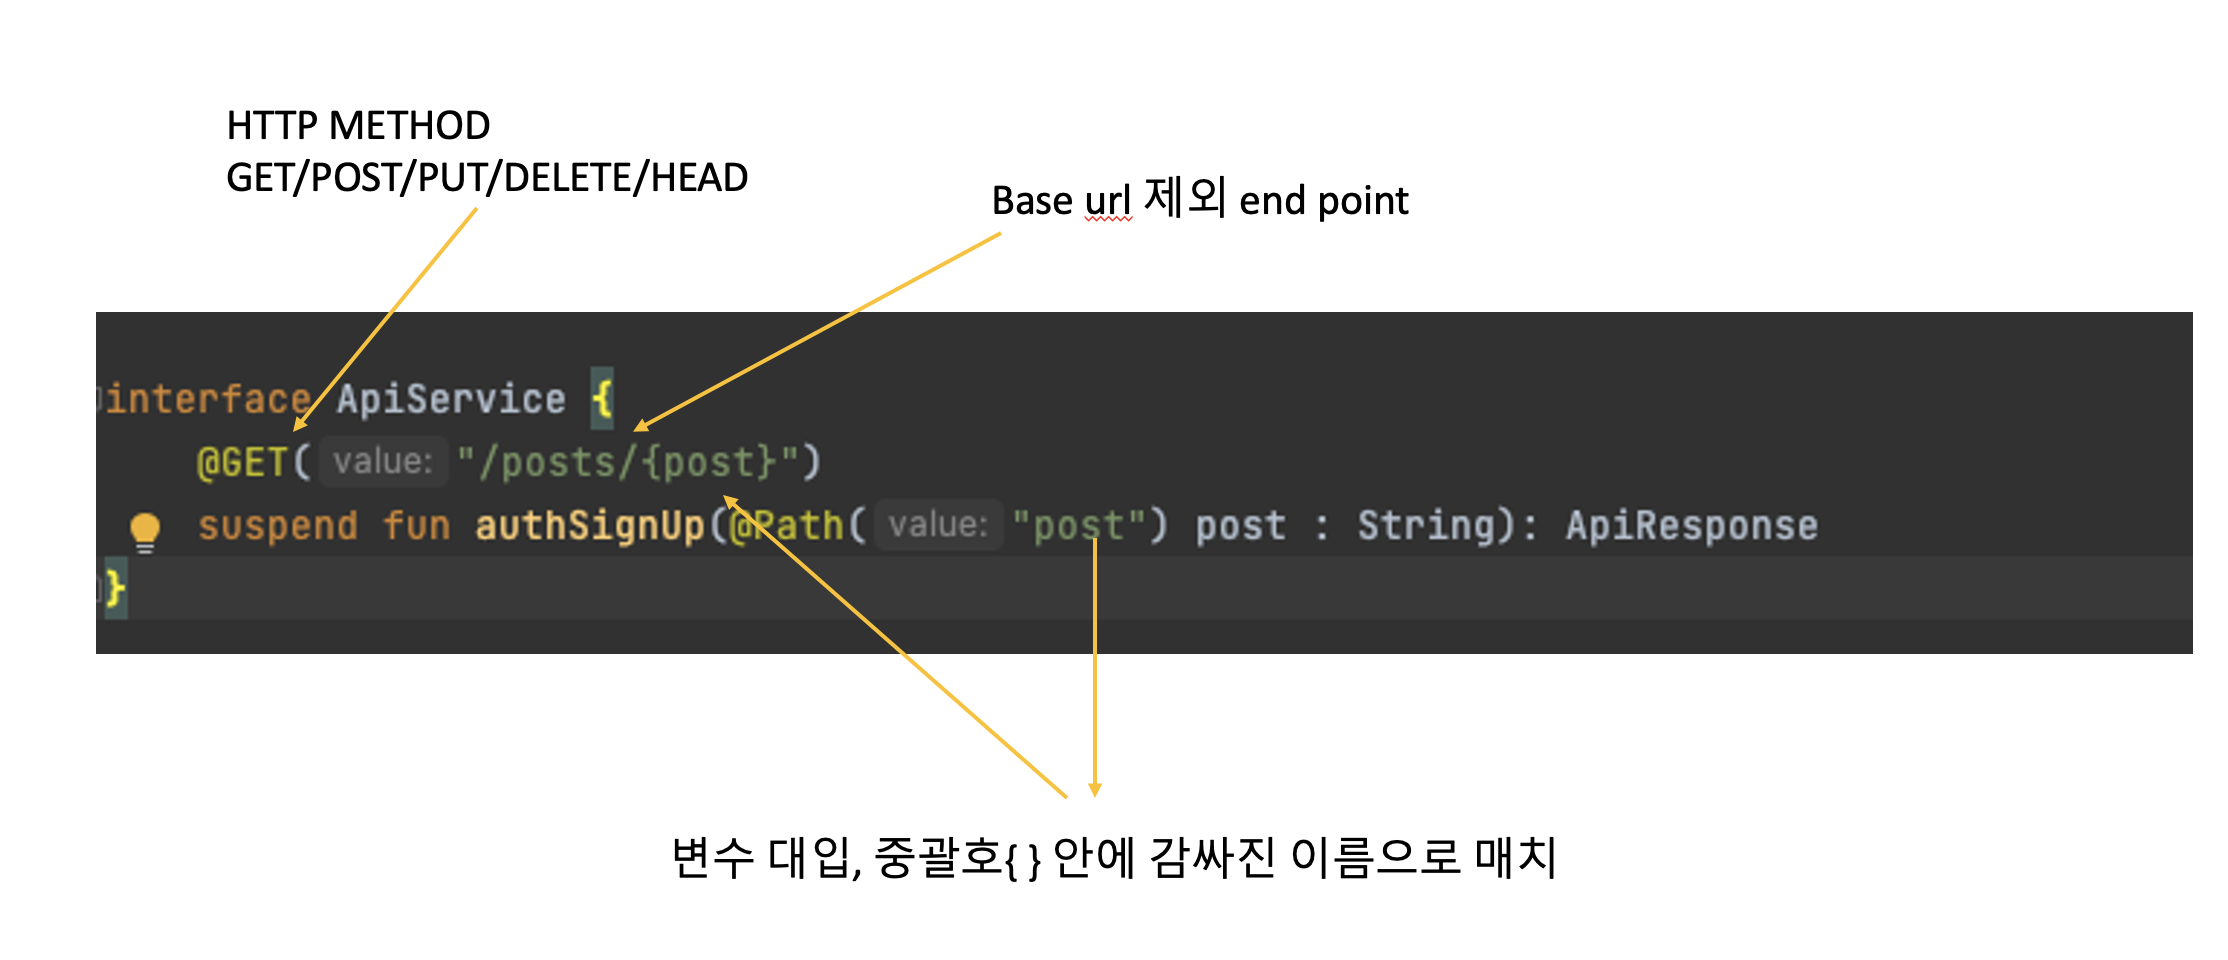 HTTP METHOD
GET/POST/PUT/DELETE/HEAD
Base url 제외 end point
interface ApiService {
@GET( value: "/posts/{post}")
suspend fun authSignUp(@Path( value: "post") post : String): ApiResponse
}
변수 대입, 중괄호{ } 안에 감싸진 이름으로 매치